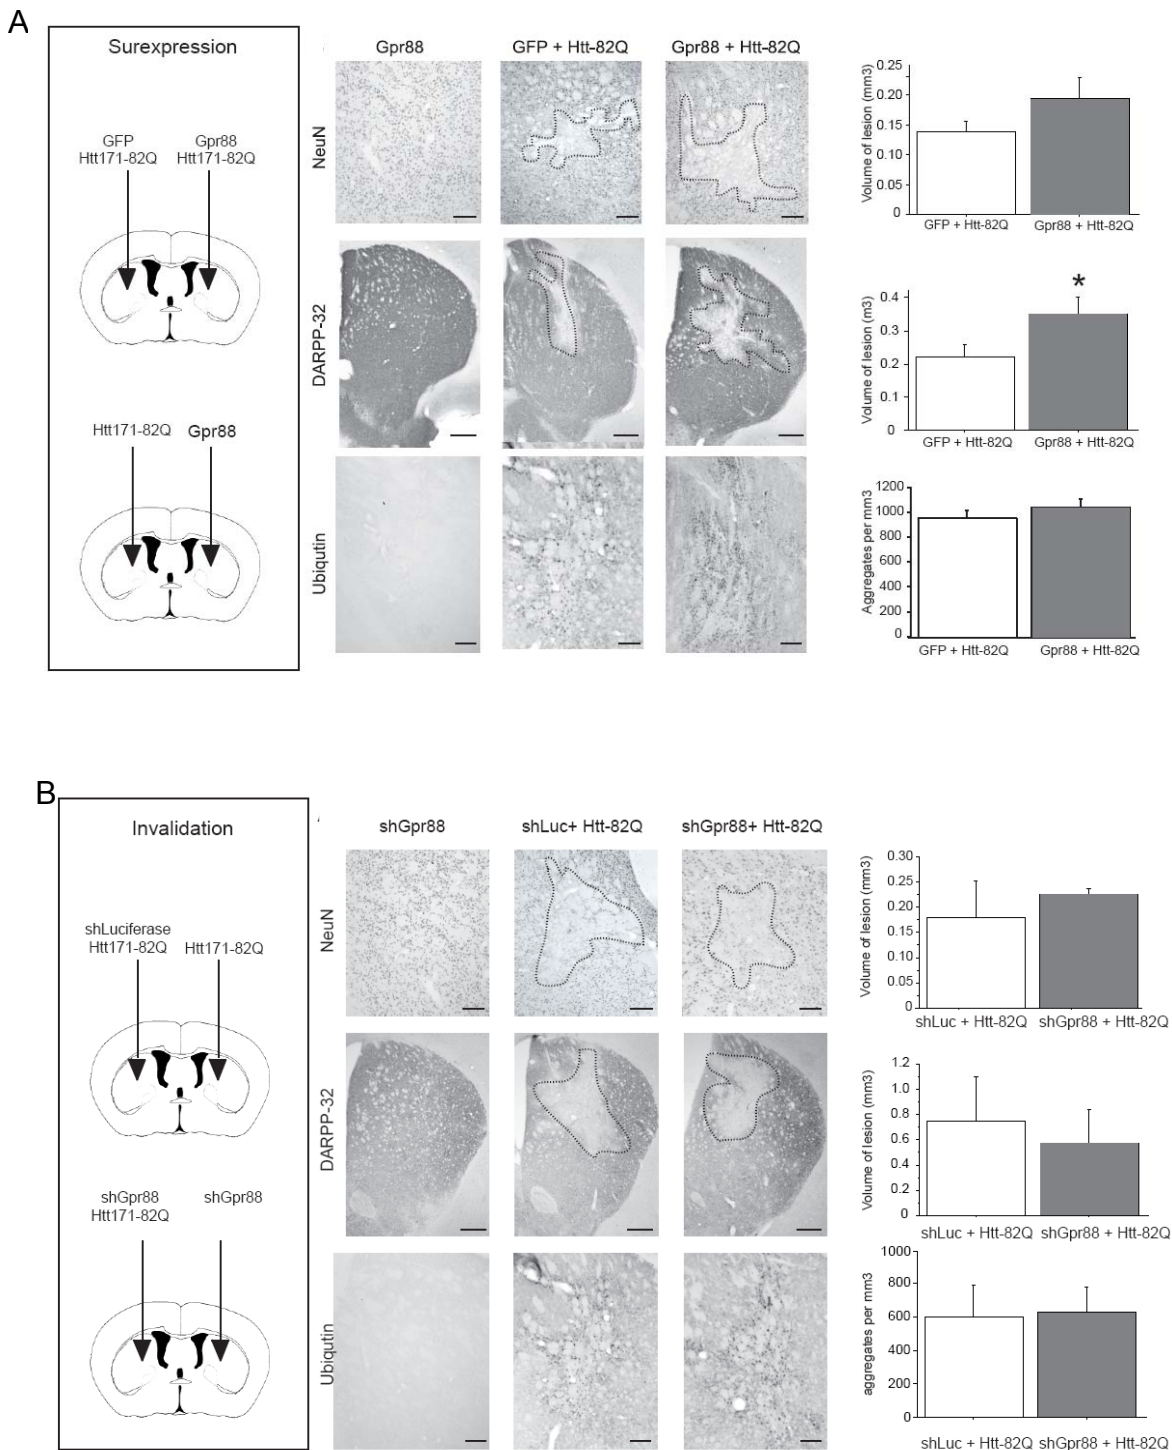 A
Surexpression
GFP
Htt171-82Q
Gpr88
Htt171-82Q
Htt171-82Q
Gpr88
Gpr88
GFP + Htt-82Q
Gpr88 + Htt-82Q
NeuN
DARPP-32
Ubiqutin
Volume of lesion (mm3)
0.25
0.20
0.15
0.10
0.05
0
GFP + Htt-82Q
Gpr88 + Htt-82Q
Volume of lesion (m3)
0.4
0.3
0.2
0.1
0
*
GFP + Htt-82Q
Gpr88 + Htt-82Q
Aggregates per mm3
1200
1000
800
600
400
200
0
GFP + Htt-82Q
Gpr88 + Htt-82Q
B
Invalidation
shLuciferase
Htt171-82Q
Htt171-82Q
shGpr88
Htt171-82Q
shGpr88
shGpr88
shLuc+ Htt-82Q
shGpr88+ Htt-82Q
NeuN
DARPP-32
Ubiqutin
Volume of lesion (mm3)
0.30
0.25
0.20
0.15
0.10
0.05
0
shLuc + Htt-82Q
shGpr88 + Htt-82Q
Volume of lesion (mm3)
1.2
1.0
0.8
0.6
0.4
0.2
0
shLuc + Htt-82Q
shGpr88 + Htt-82Q
aggregates per mm3
1000
800
600
400
200
0
shLuc + Htt-82Q
shGpr88 + Htt-82Q